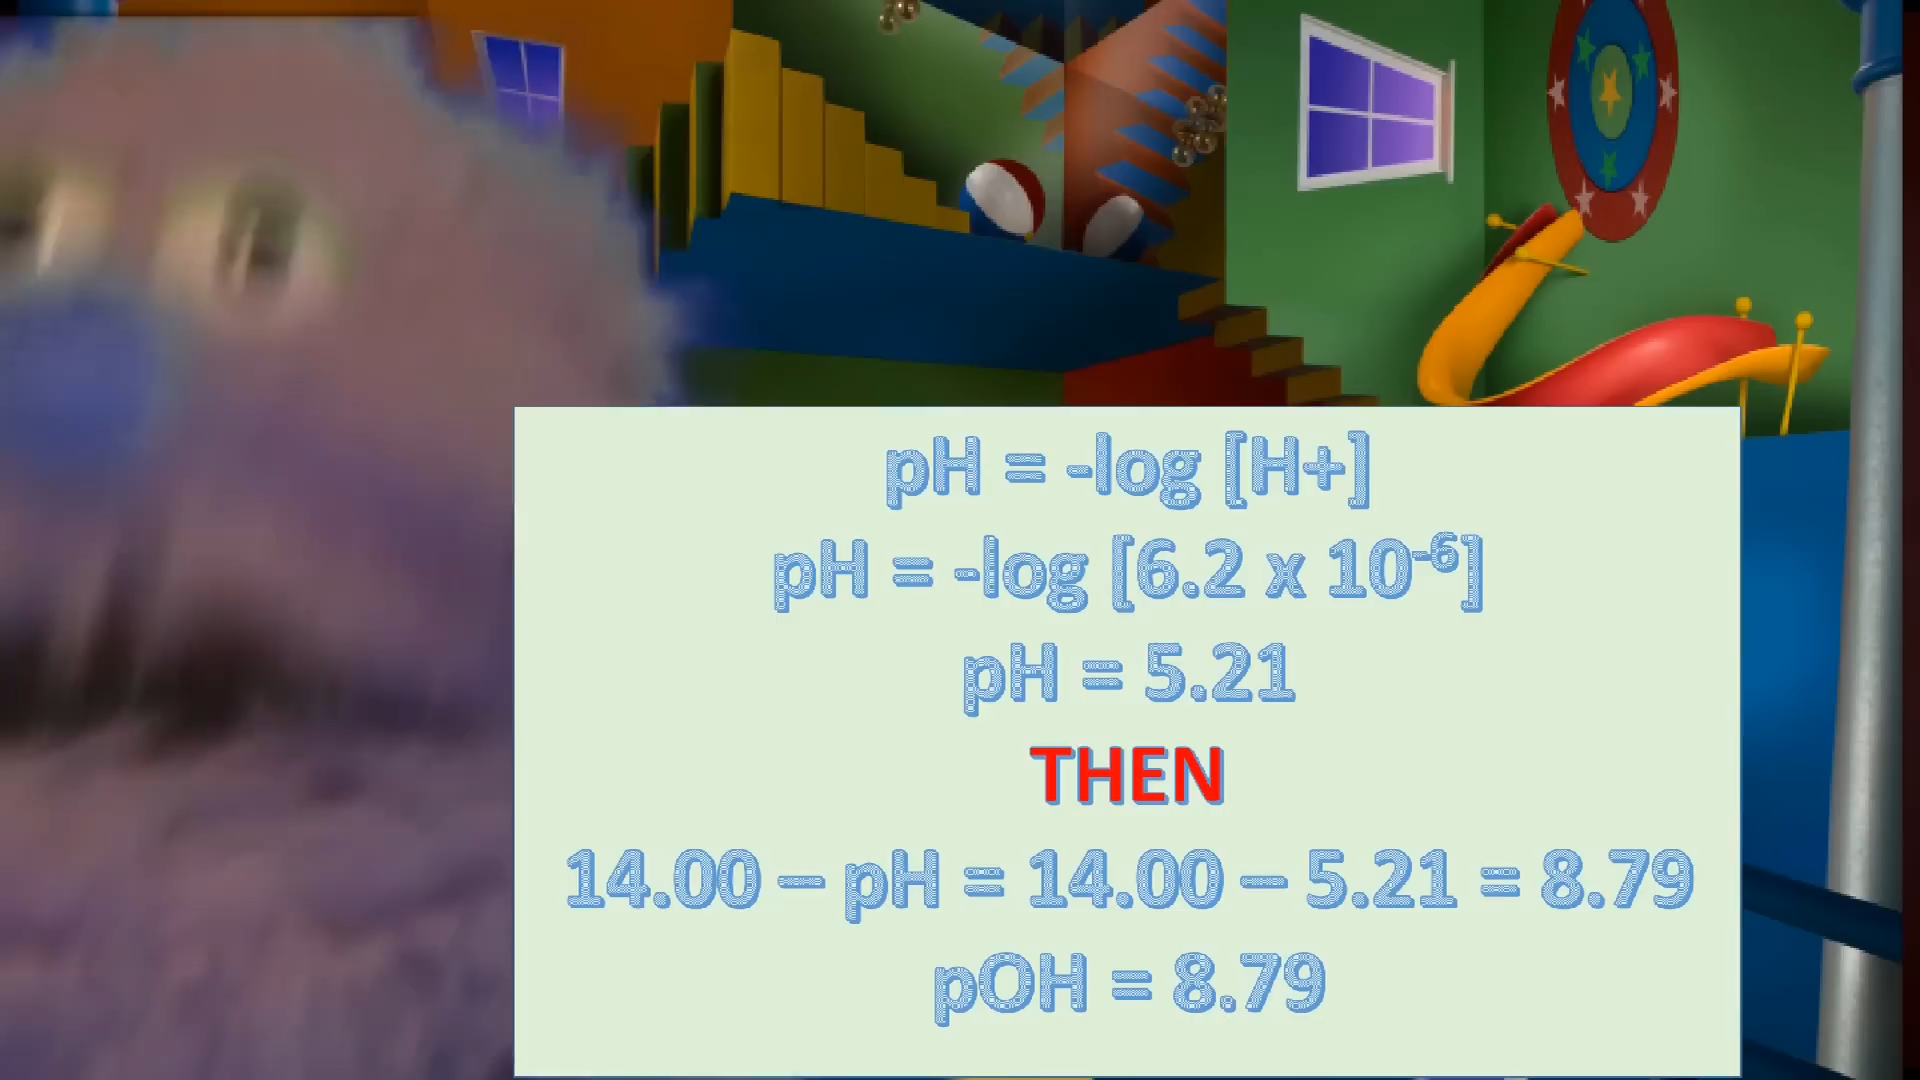 pH = -log [H+]
pH = -log [6.2 x 10⁻⁶]
pH = 5.21
THEN
14.00 – pH = 14.00 – 5.21 = 8.79
pOH = 8.79